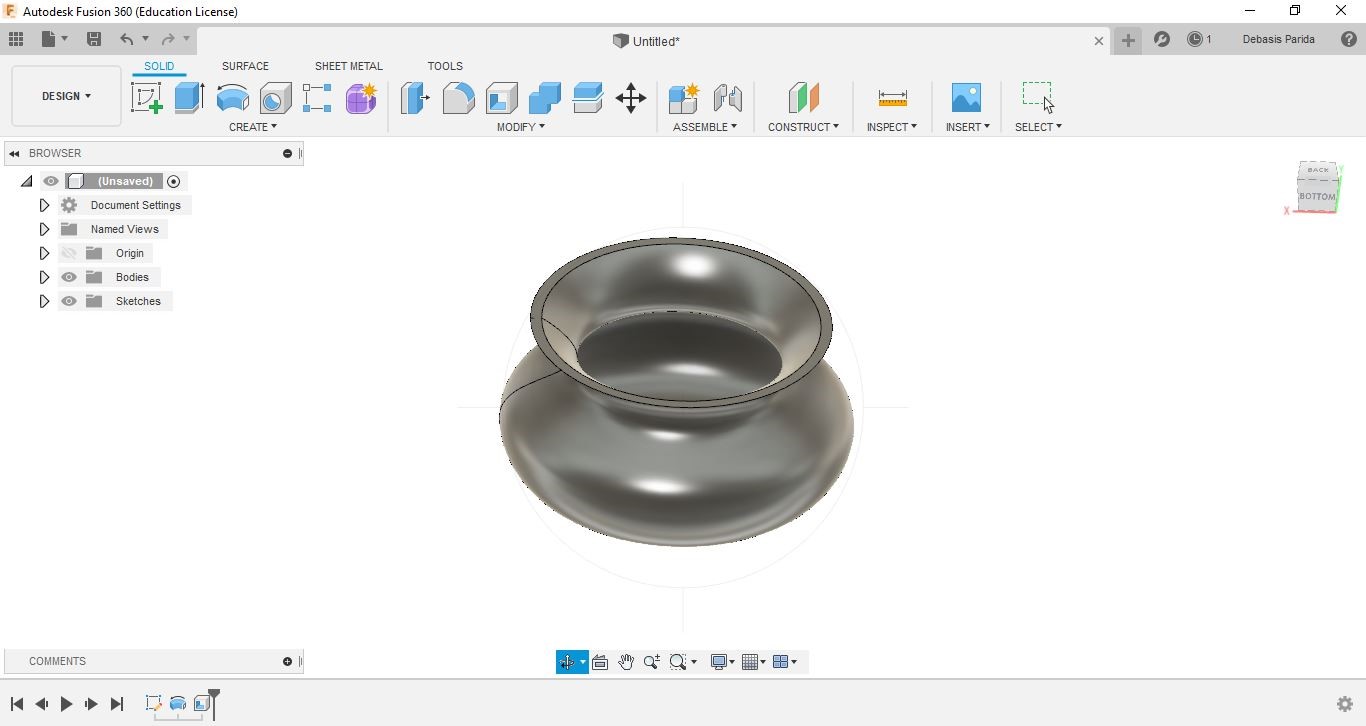 Autodesk Fusion 360 (Education License)
Untitled*
1
Debasis Parida
SOLID
SURFACE
SHEET METAL
TOOLS
DESIGN
CREATE
MODIFY
ASSEMBLE
CONSTRUCT
INSPECT
INSERT
SELECT
BROWSER
(Unsaved)
Document Settings
Named Views
Origin
Bodies
Sketches
BACK
BOTTOM
X
Y
COMMENTS